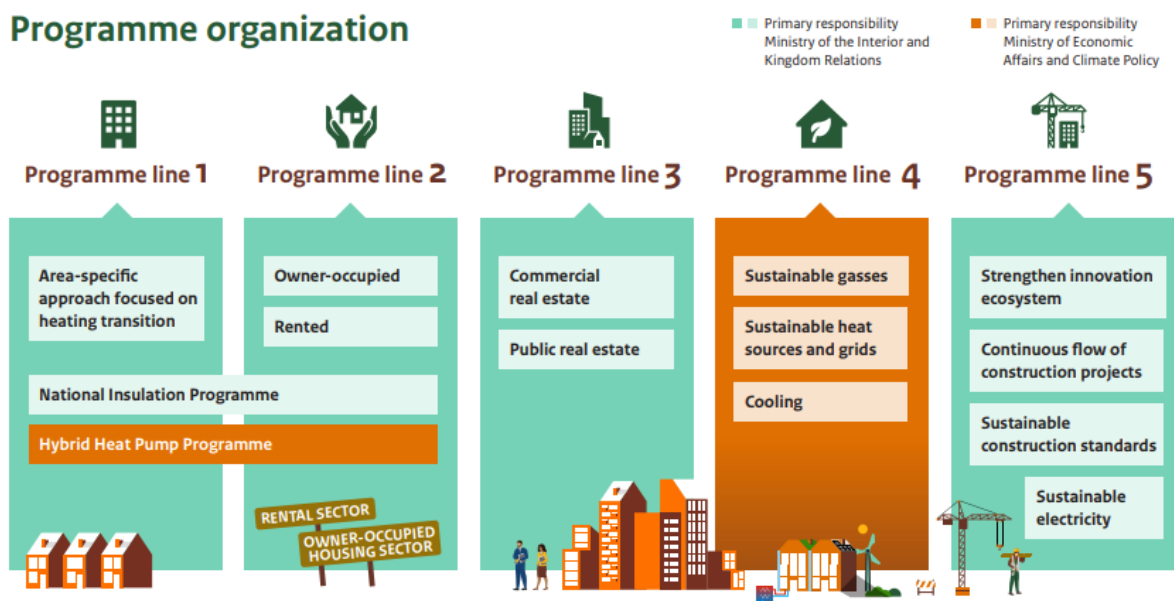 Programme organization
Primary responsibility
Ministry of the Interior and
Kingdom Relations
Primary responsibility
Ministry of Economic
Affairs and Climate Policy
Programme line 1
Programme line 2
Programme line 3
Programme line 4
Programme line 5
Area-specific
approach focused on
heating transition
Owner-occupied
Rented
National Insulation Programme
Hybrid Heat Pump Programme
RENTAL SECTOR
OWNER-OCCUPIED
HOUSING SECTOR
Commercial
real estate
Public real estate
Sustainable gasses
Sustainable heat
sources and grids
Cooling
Strengthen innovation
ecosystem
Continuous flow of
construction projects
Sustainable
construction standards
Sustainable
electricity